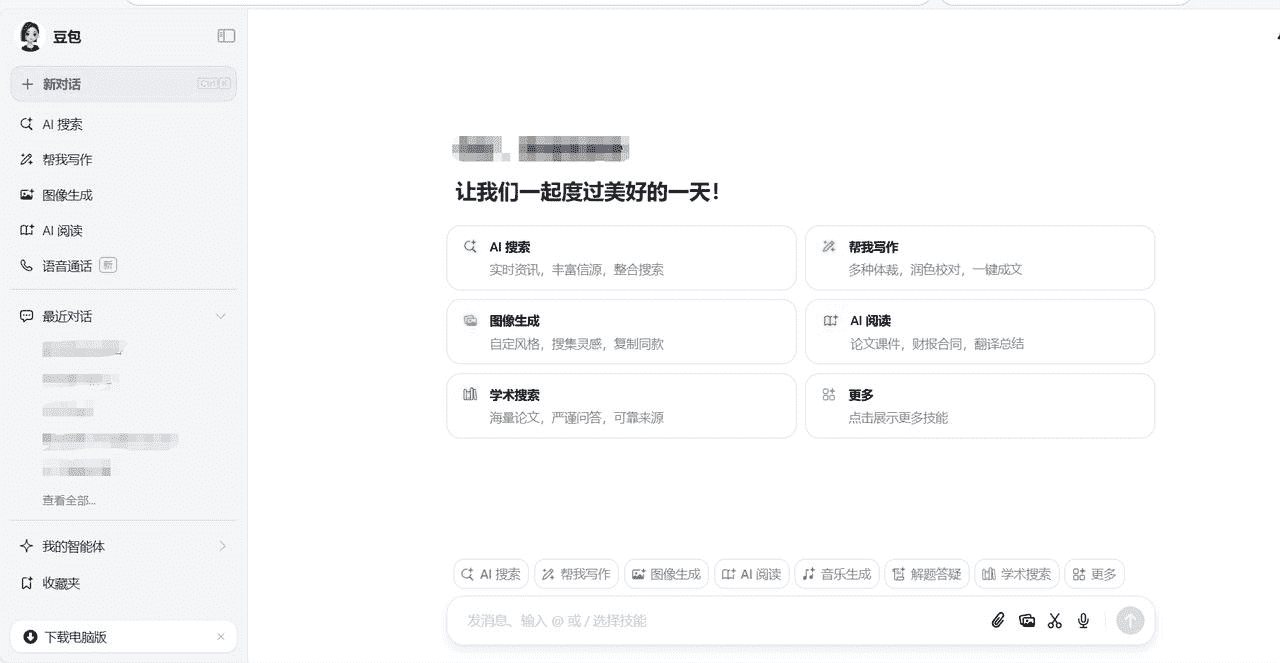 豆包
新对话 Ctrl K
AI 搜索
帮我写作
图像生成
AI 阅读
语音通话 新
最近对话
查看全部...
我的智能体
收藏夹
下载电脑版
让我们一起度过美好的一天！
AI 搜索
实时资讯，丰富信源，整合搜索
帮我写作
多种体裁，润色校对，一键成文
图像生成
自定风格，搜集灵感，复制同款
AI 阅读
论文课件，财报合同，翻译总结
学术搜索
海量论文，严谨问答，可靠来源
更多
点击展示更多技能
AI 搜索 帮我写作 图像生成 AI 阅读 音乐生成 解题答疑 学术搜索 更多
发消息、输入 @ 或 / 选择技能